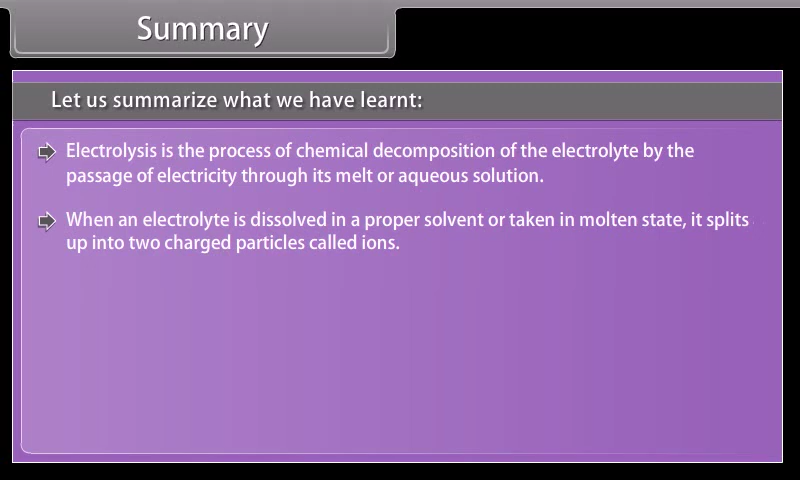 Summary
Let us summarize what we have learnt:
Electrolysis is the process of chemical decomposition of the electrolyte by the
passage of electricity through its melt or aqueous solution.
When an electrolyte is dissolved in a proper solvent or taken in molten state, it splits
up into two charged particles called ions.